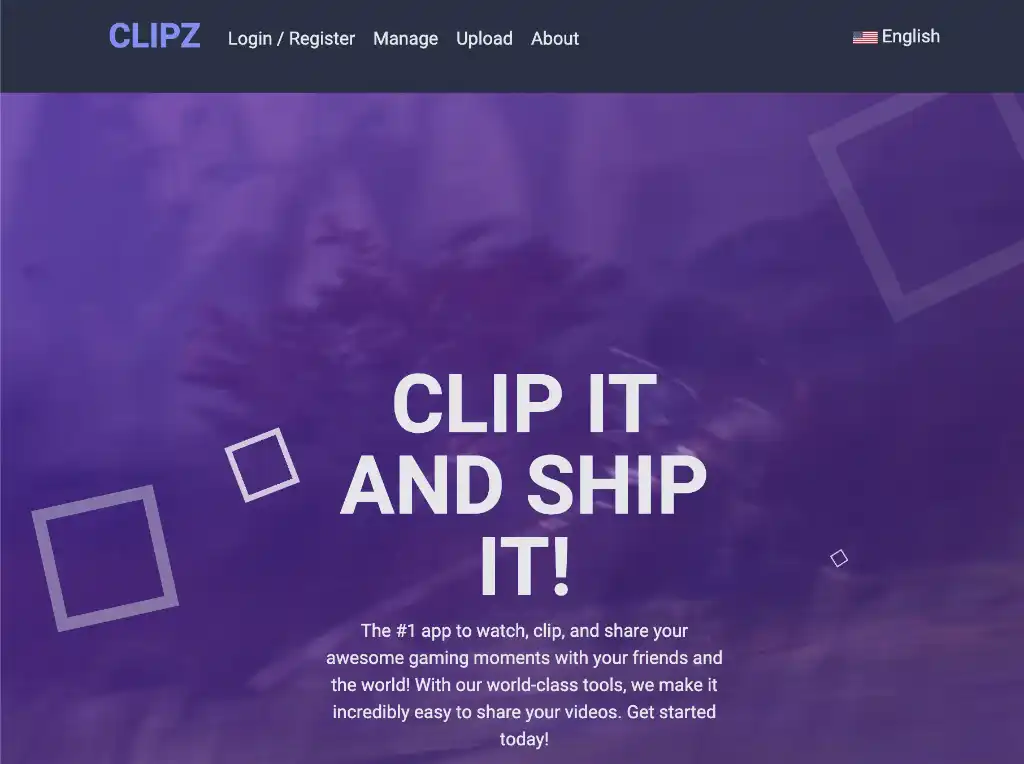 CLIPZ Login / Register Manage Upload About English
CLIP IT
AND SHIP
IT!
The #1 app to watch, clip, and share your
awesome gaming moments with your friends and
the world! With our world-class tools, we make it
incredibly easy to share your videos. Get started
today!